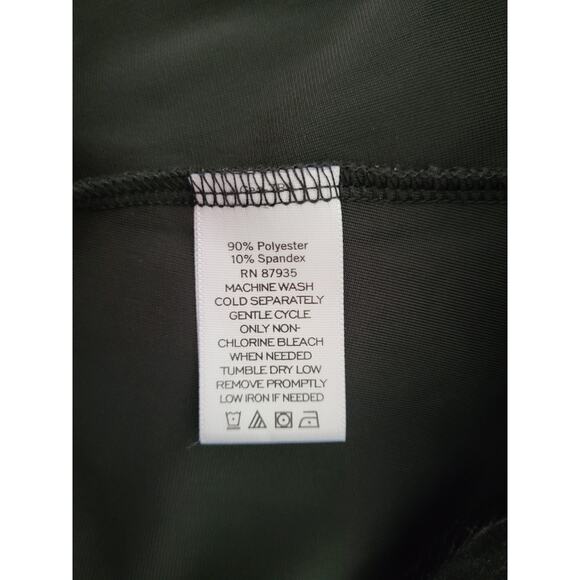 90% Polyester
10% Spandex
RN 87935
MACHINE WASH
COLD SEPARATELY
GENTLE CYCLE
ONLY NON-
CHLORINE BLEACH
WHEN NEEDED
TUMBLE DRY LOW
REMOVE PROMPTLY
LOW IRON IF NEEDED